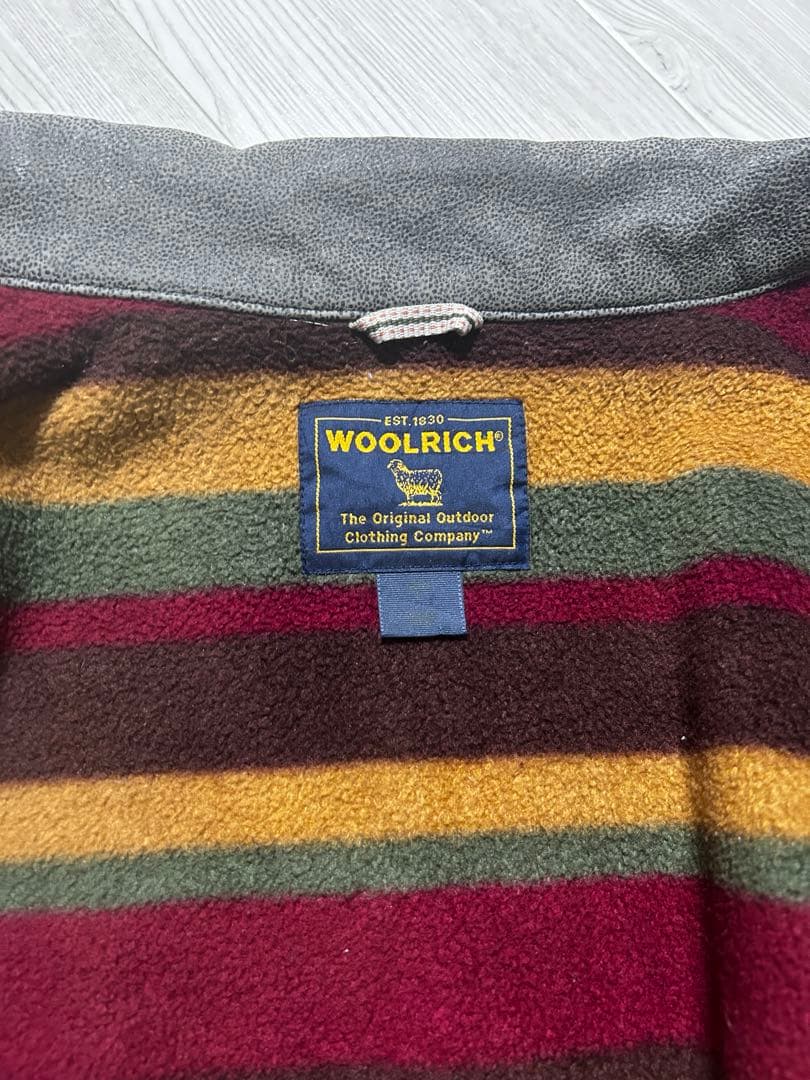 EST. 1830
WOOLRICH®
The Original Outdoor
Clothing Company™